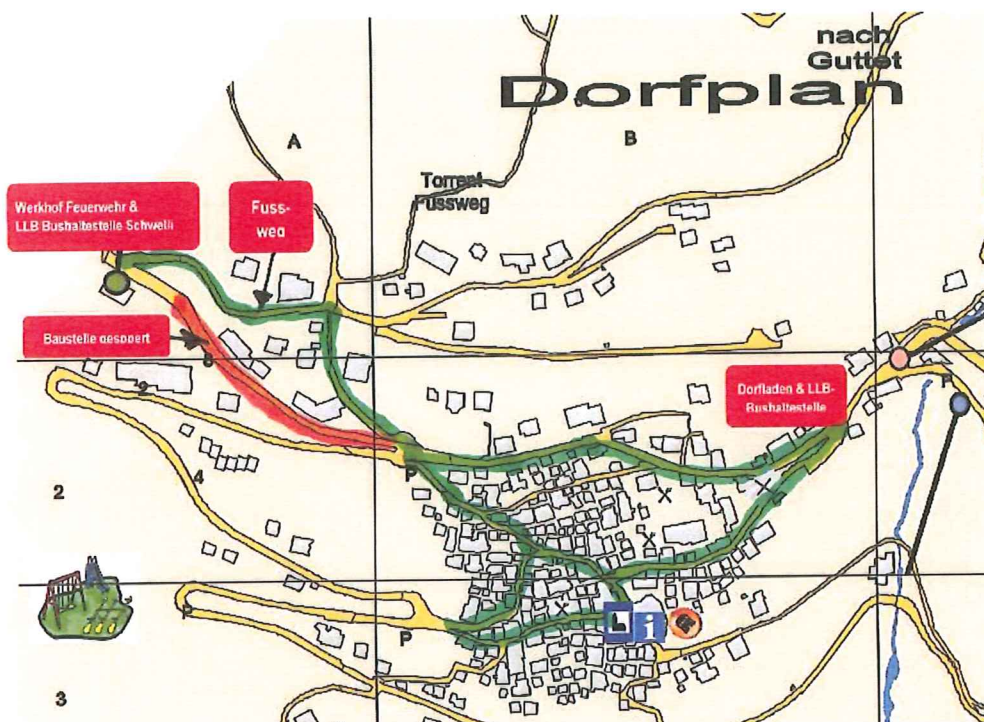 nach
Guttet
Dorfplan
A
B
Torrent
Fussweg
Werkhof Feuerwehr &
LLB Bushaltestelle Schwelli
Fuss-
weg
Baustelle gesperrt
Dorfladen & LLB-
Bushaltestelle
2
4
2
P
P
P
P
3
i